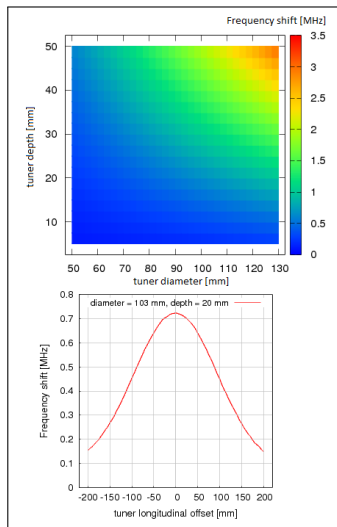 Frequency shift [MHz]
50
40
30
20
10
tuner depth [mm]
50 60 70 80 90 100 110 120 130
tuner diameter [mm]
3.5
3
2.5
2
1.5
1
0.5
0
0.8
0.7
0.6
0.5
0.4
0.3
0.2
0.1
0
Frequency shift [MHz]
diameter = 103 mm, depth = 20 mm
-200 -150 -100 -50 0 50 100 150 200
tuner longitudinal offset [mm]